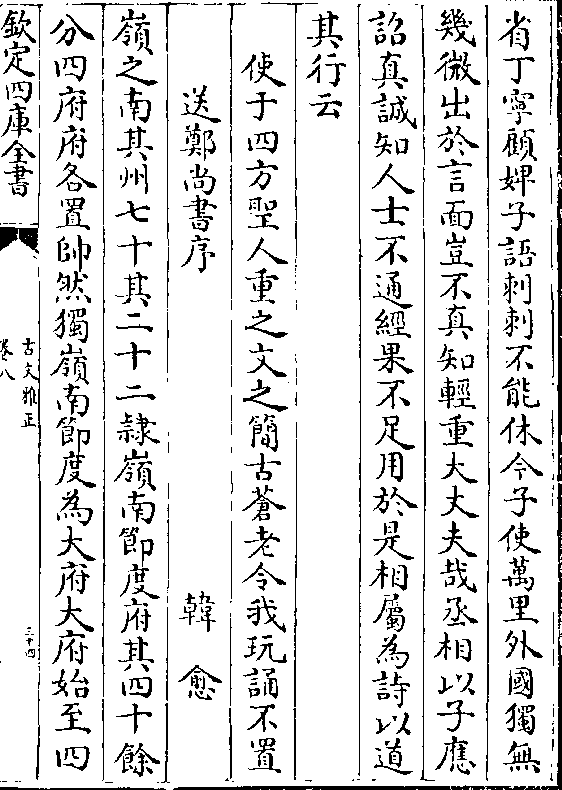 省丁寧顧婢子語刺刺不能休今子使萬里外國獨無
幾微出於言面豈不真知輕重大丈夫哉丞相以子應
詔真誠知人士不通經果不足用於是相屬為詩以道
其行云
使于四方聖人重之文之簡古蒼老令我玩誦不置
送鄭尚書序　韓愈
嶺之南其州七十其二十二隷嶺南節度府其四十餘
分四府府各置帥然獨嶺南節度為大府大府始至四
欽定四庫全書
古文雅正
卷八
三十四